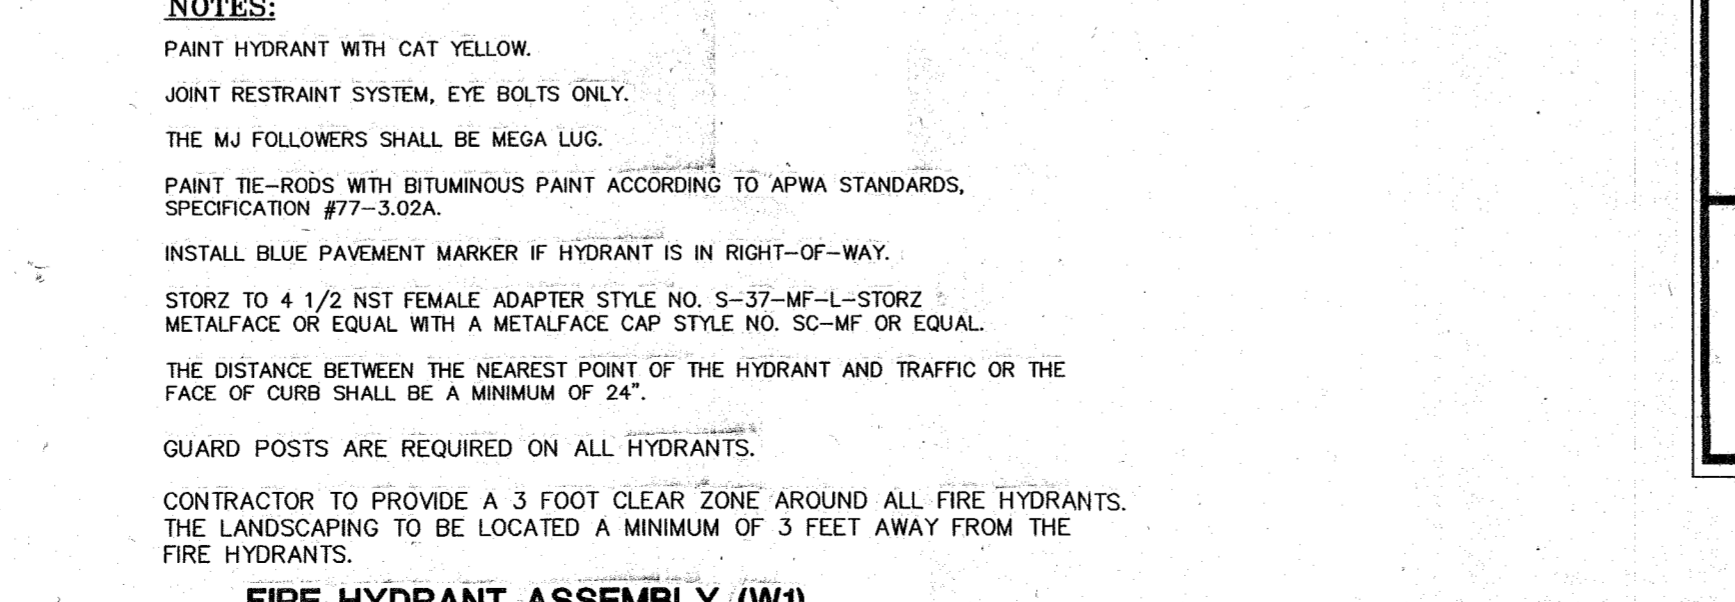 NOTES:
PAINT HYDRANT WITH CAT YELLOW.
JOINT RESTRAINT SYSTEM, EYE BOLTS ONLY.
THE MJ FOLLOWERS SHALL BE MEGA LUG.
PAINT TIE-RODS WITH BITUMINOUS PAINT ACCORDING TO APWA STANDARDS,
SPECIFICATION #77-3.02A.
INSTALL BLUE PAVEMENT MARKER IF HYDRANT IS IN RIGHT-OF-WAY.
STORZ TO 4 1/2 NST FEMALE ADAPTER STYLE NO. S-37-MF-L-STORZ
METALFACE OR EQUAL WITH A METALFACE CAP STYLE NO. SC-MF OR EQUAL.
THE DISTANCE BETWEEN THE NEAREST POINT OF THE HYDRANT AND TRAFFIC OR THE
FACE OF CURB SHALL BE A MINIMUM OF 24".
GUARD POSTS ARE REQUIRED ON ALL HYDRANTS.
CONTRACTOR TO PROVIDE A 3 FOOT CLEAR ZONE AROUND ALL FIRE HYDRANTS.
THE LANDSCAPING TO BE LOCATED A MINIMUM OF 3 FEET AWAY FROM THE
FIRE HYDRANTS.
FIRE HYDRANT ASSEMBLY (W1)